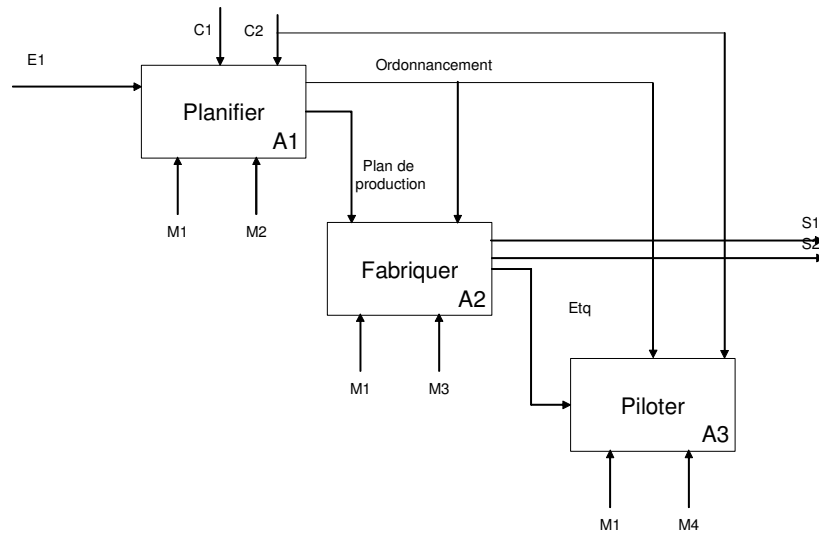 C1
C2
E1
Ordonnancement
Planifier
A1
Plan de
production
M1
M2
S1
S2
Fabriquer
A2
Etq
M1
M3
Piloter
A3
M1
M4